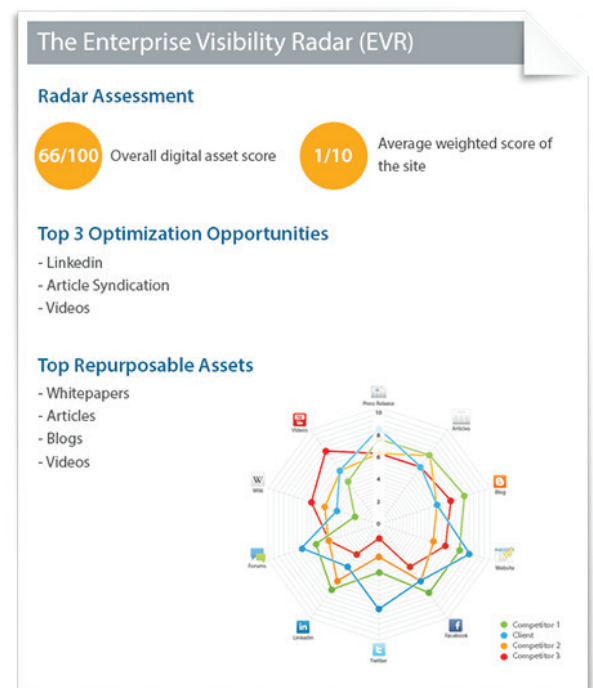 The Enterprise Visibility Radar (EVR)
Radar Assessment
66/100
Overall digital asset score
1/10
Average weighted score of
the site
Top 3 Optimization Opportunities
- Linkedin
- Article Syndication
- Videos
Top Repurposable Assets
- Whitepapers
- Articles
- Blogs
- Videos
Press Release
Articles
Blog
Website
Facebook
Twitter
LinkedIn
Forums
Wiki
Videos
10
8
6
4
2
0
W
in
f
t
Competitor 1
Client
Competitor 2
Competitor 3